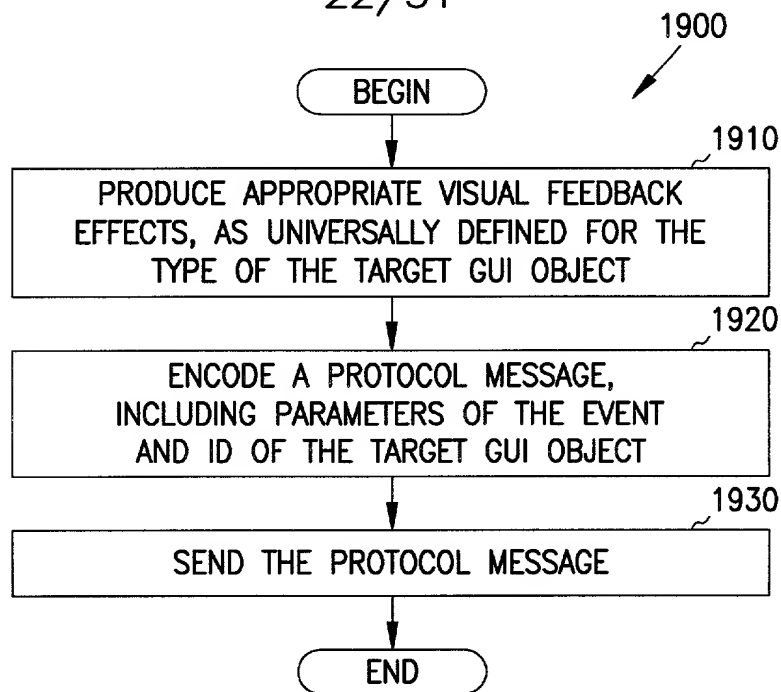 1900
BEGIN
1910
PRODUCE APPROPRIATE VISUAL FEEDBACK
EFFECTS, AS UNIVERSALLY DEFINED FOR THE
TYPE OF THE TARGET GUI OBJECT
1920
ENCODE A PROTOCOL MESSAGE,
INCLUDING PARAMETERS OF THE EVENT
AND ID OF THE TARGET GUI OBJECT
1930
SEND THE PROTOCOL MESSAGE
END